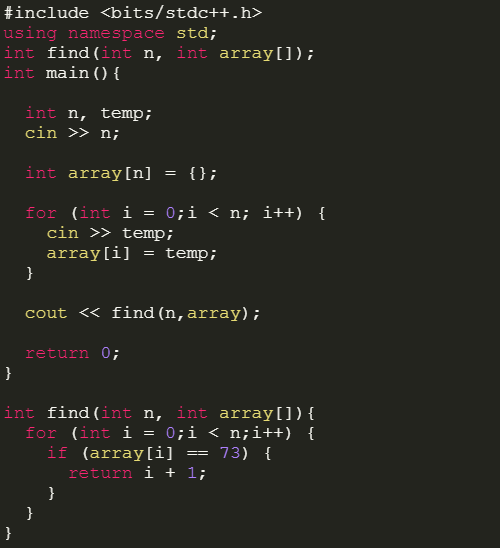 #include <bits/stdc++.h>
using namespace std;
int find(int n, int array[]);
int main(){

  int n, temp;
  cin >> n;

  int array[n] = {};

  for (int i = 0;i < n; i++) {
    cin >> temp;
    array[i] = temp;
  }

  cout << find(n,array);

  return 0;
}

int find(int n, int array[]){
  for (int i = 0;i < n;i++) {
    if (array[i] == 73) {
      return i + 1;
    }
  }
}